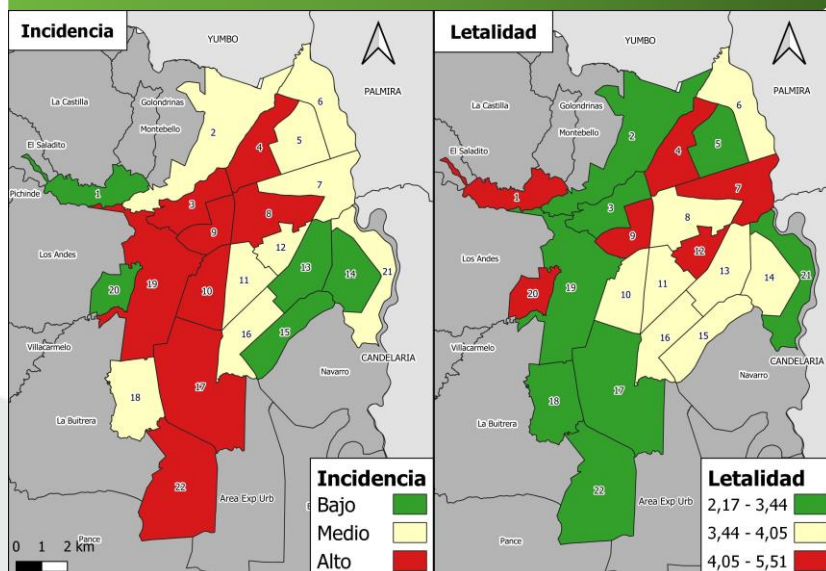 Incidencia
YUMBO
PALMIRA
La Castilla
Golondrinas
Montebello
El Saladito
Pichinde
Los Andes
Villacarmelo
La Buitrera
Pance
Navarro
CANDELARIA
Area Exp Urb
1
2
3
4
5
6
7
8
9
10
11
12
13
14
15
16
17
18
19
20
21
22
0 1 2 km
Incidencia
Bajo
Medio
Alto
Letalidad
YUMBO
PALMIRA
La Castilla
Golondrinas
Montebello
El Saladito
Pichinde
Los Andes
Villacarmelo
La Buitrera
Pance
Navarro
CANDELARIA
Area Exp Urb
1
2
3
4
5
6
7
8
9
10
11
12
13
14
15
16
17
18
19
20
21
22
Letalidad
2,17 - 3,44
3,44 - 4,05
4,05 - 5,51